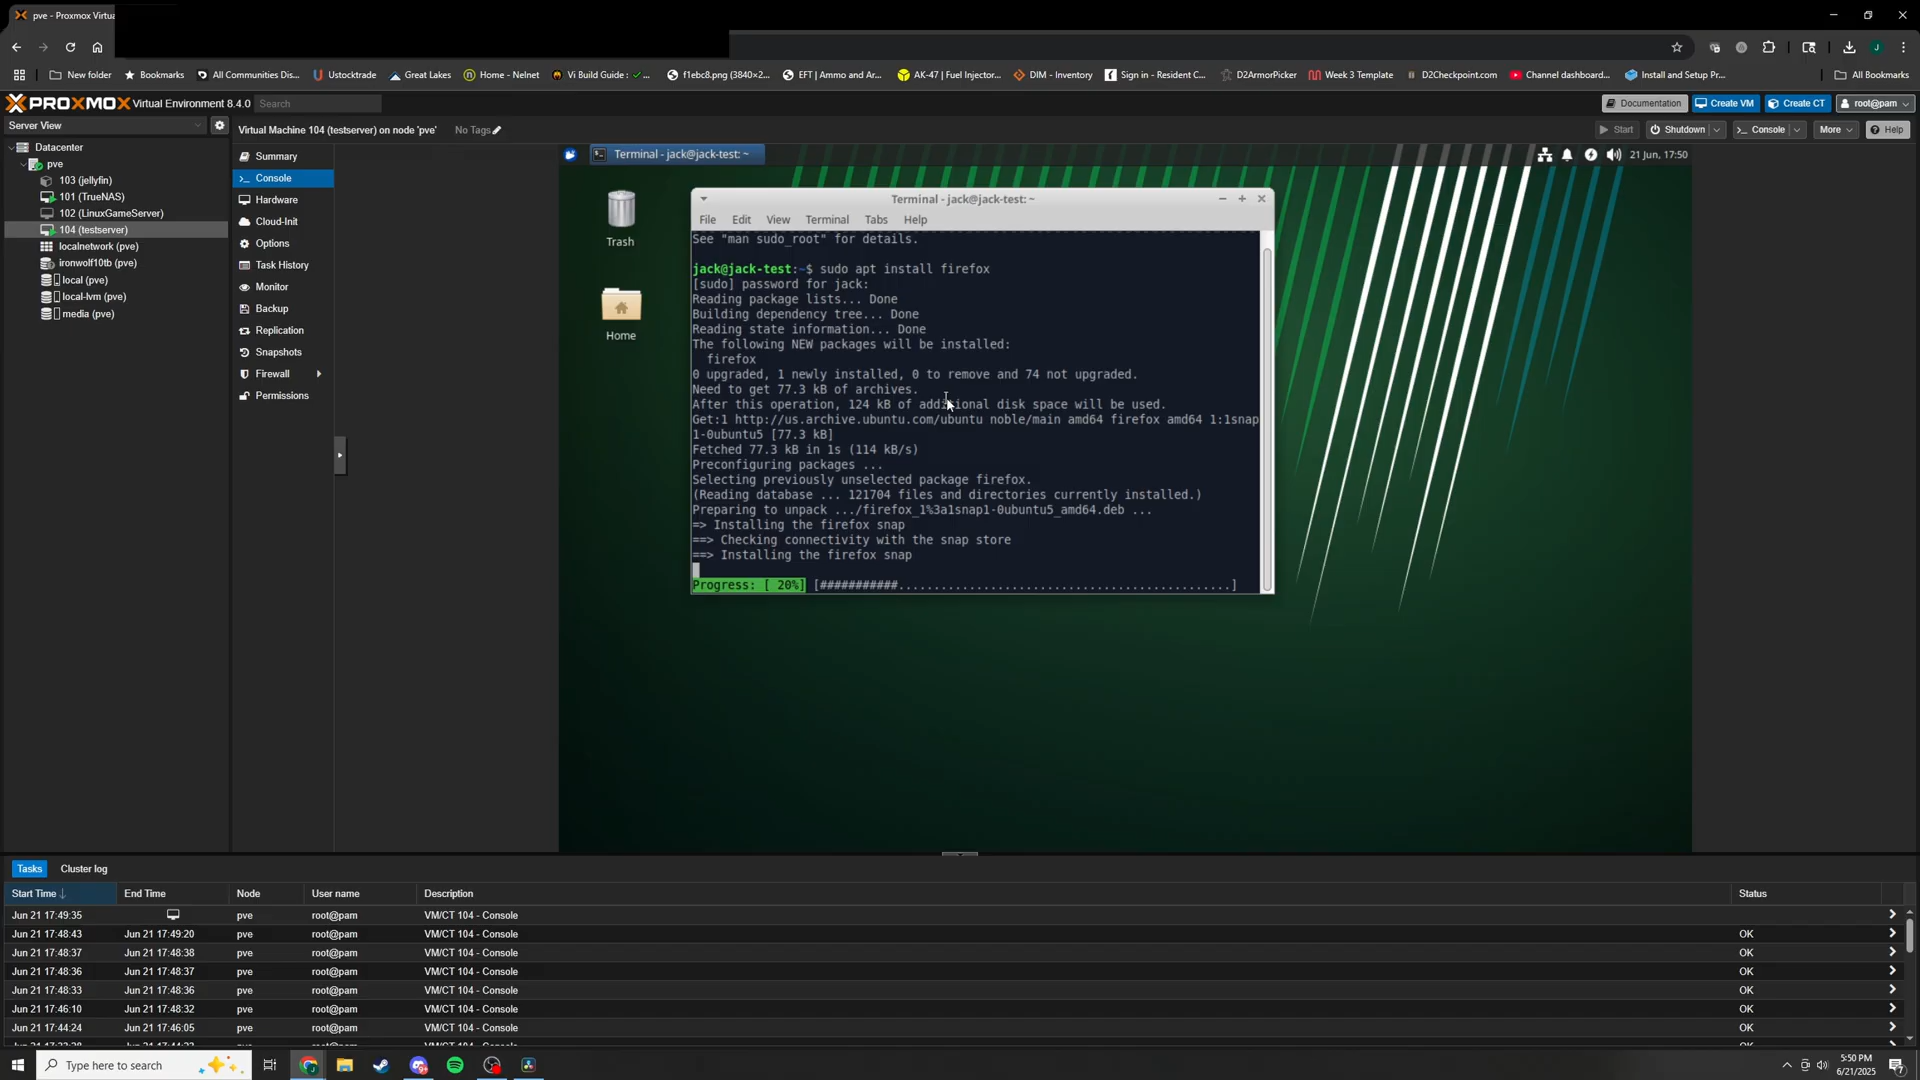 pve - Proxmox Virtua
New folder
Bookmarks
All Communities Dis...
Ustocktrade
Great Lakes
Home - Nelnet
Vi Build Guide :
f1ebc8.png (3840×2...
EFT | Ammo and Ar...
AK-47 | Fuel Injector...
DIM - Inventory
Sign in - Resident C...
D2ArmorPicker
Week 3 Template
D2Checkpoint.com
Channel dashboard...
Install and Setup Pr...
All Bookmarks
PROXMOX Virtual Environment 8.4.0
Search
Documentation
Create VM
Create CT
root@pam
Server View
Virtual Machine 104 (testserver) on node 'pve'
No Tags
Start
Shutdown
Console
More
Help
Datacenter
pve
103 (jellyfin)
101 (TrueNAS)
102 (LinuxGameServer)
104 (testserver)
localnetwork (pve)
ironwolf10tb (pve)
local (pve)
local-lvm (pve)
media (pve)
Summary
Console
Hardware
Cloud-Init
Options
Task History
Monitor
Backup
Replication
Snapshots
Firewall
Permissions
Terminal - jack@jack-test: ~
21 Jun, 17:50
Trash
Home
Terminal - jack@jack-test: ~
File Edit View Terminal Tabs Help
See "man sudo_root" for details.
jack@jack-test:~$ sudo apt install firefox
[sudo] password for jack:
Reading package lists... Done
Building dependency tree... Done
Reading state information... Done
The following NEW packages will be installed:
firefox
0 upgraded, 1 newly installed, 0 to remove and 74 not upgraded.
Need to get 77.3 kB of archives.
After this operation, 124 kB of additional disk space will be used.
Get:1 http://us.archive.ubuntu.com/ubuntu noble/main amd64 firefox amd64 1:1snap
1-0ubuntu5 [77.3 kB]
Fetched 77.3 kB in 1s (114 kB/s)
Preconfiguring packages ...
Selecting previously unselected package firefox.
(Reading database ... 121704 files and directories currently installed.)
Preparing to unpack .../firefox_1%3a1snap1-0ubuntu5_amd64.deb ...
=> Installing the firefox snap
==> Checking connectivity with the snap store
==> Installing the firefox snap
Progress: [ 20%] [###########...............................................]
Tasks
Cluster log
Start Time End Time Node User name Description Status
Jun 21 17:49:35 pve root@pam VM/CT 104 - Console
Jun 21 17:48:43 Jun 21 17:49:20 pve root@pam VM/CT 104 - Console OK
Jun 21 17:48:37 Jun 21 17:48:38 pve root@pam VM/CT 104 - Console OK
Jun 21 17:48:36 Jun 21 17:48:37 pve root@pam VM/CT 104 - Console OK
Jun 21 17:48:33 Jun 21 17:48:36 pve root@pam VM/CT 104 - Console OK
Jun 21 17:46:10 Jun 21 17:48:32 pve root@pam VM/CT 104 - Console OK
Jun 21 17:44:24 Jun 21 17:46:05 pve root@pam VM/CT 104 - Console OK
Type here to search
5:50 PM
6/21/2025